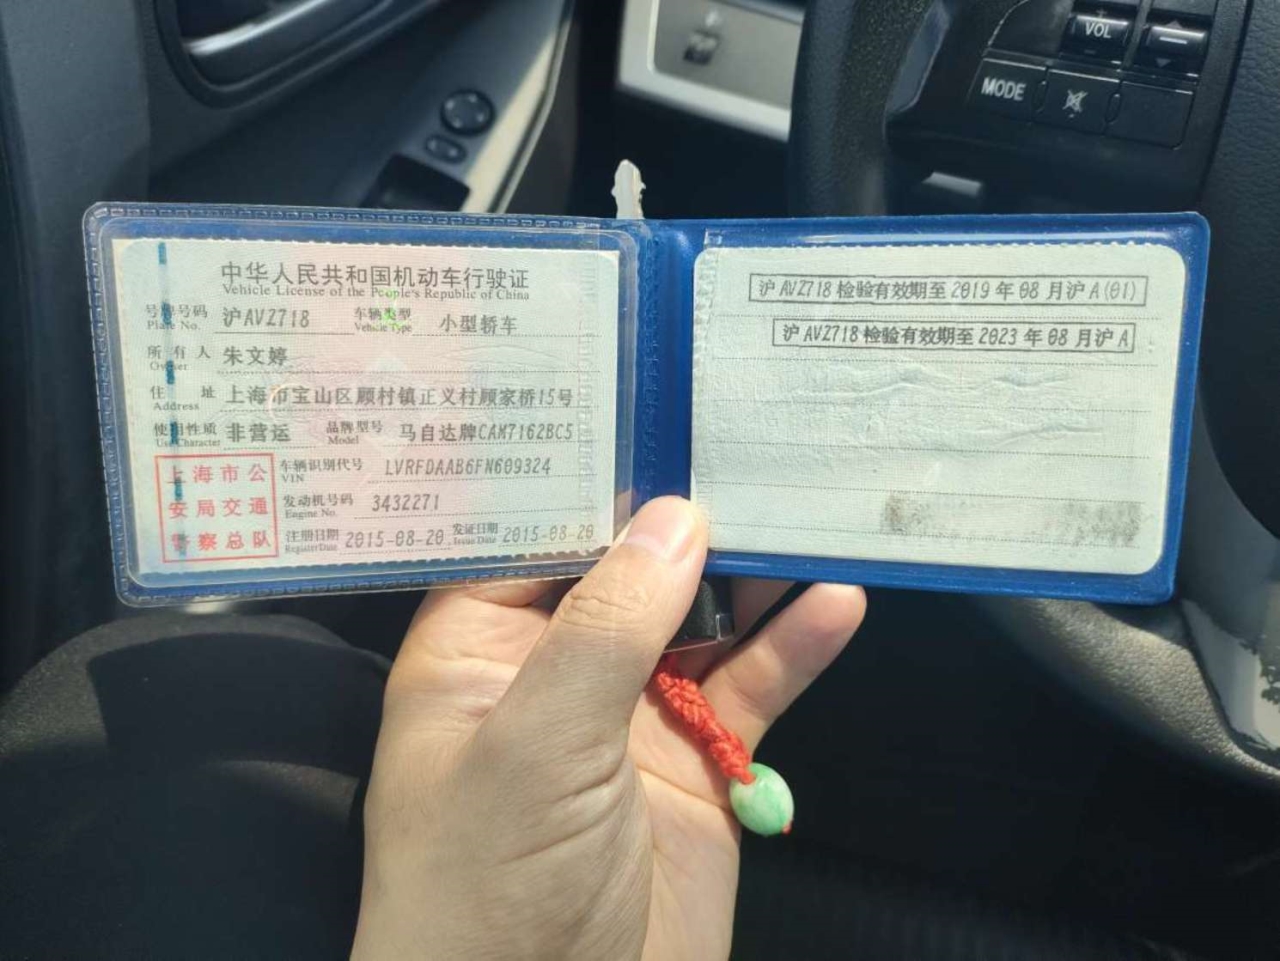 VOL
MODE
中华人民共和国机动车行驶证
Vehicle License of the People's Republic of China
号牌号码 沪AVZ718 车辆类型 小型轿车
Plate No. Vehicle Type
所有人 朱文婷
Owner
住址 上海市宝山区顾村镇正义村顾家桥15号
Address
使用性质 非营运 品牌型号 马自达牌CAM7162BC5
Use Character Model
车辆识别代号 LVRFDAAB6FN609324
VIN
发动机号码 3432271
Engine No.
注册日期 2015-08-20 发证日期 2015-08-20
Register Date Issue Date
上海市公
安局交通
警察总队
沪AVZ718检验有效期至2019年08月沪A(01)
沪AVZ718检验有效期至2023年08月沪A